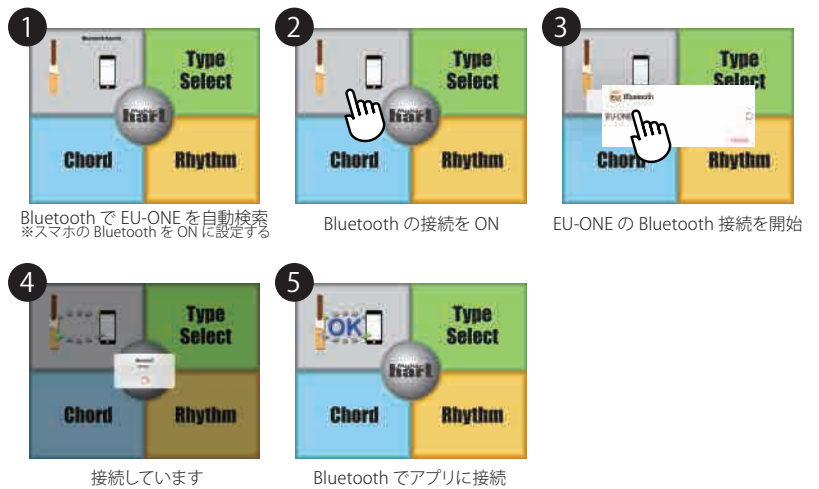 1
Type
Select
hart
Chord
Rhythm
Bluetooth で EU-ONE を自動検索
※スマホの Bluetooth を ON に設定する
2
Type
Select
hart
Chord
Rhythm
Bluetooth の接続を ON
3
Type
Select
Bluetooth
EU-ONE
Chord
Rhythm
EU-ONE の Bluetooth 接続を開始
4
Type
Select
Chord
Rhythm
接続しています
5
OK
Type
Select
hart
Chord
Rhythm
Bluetooth でアプリに接続